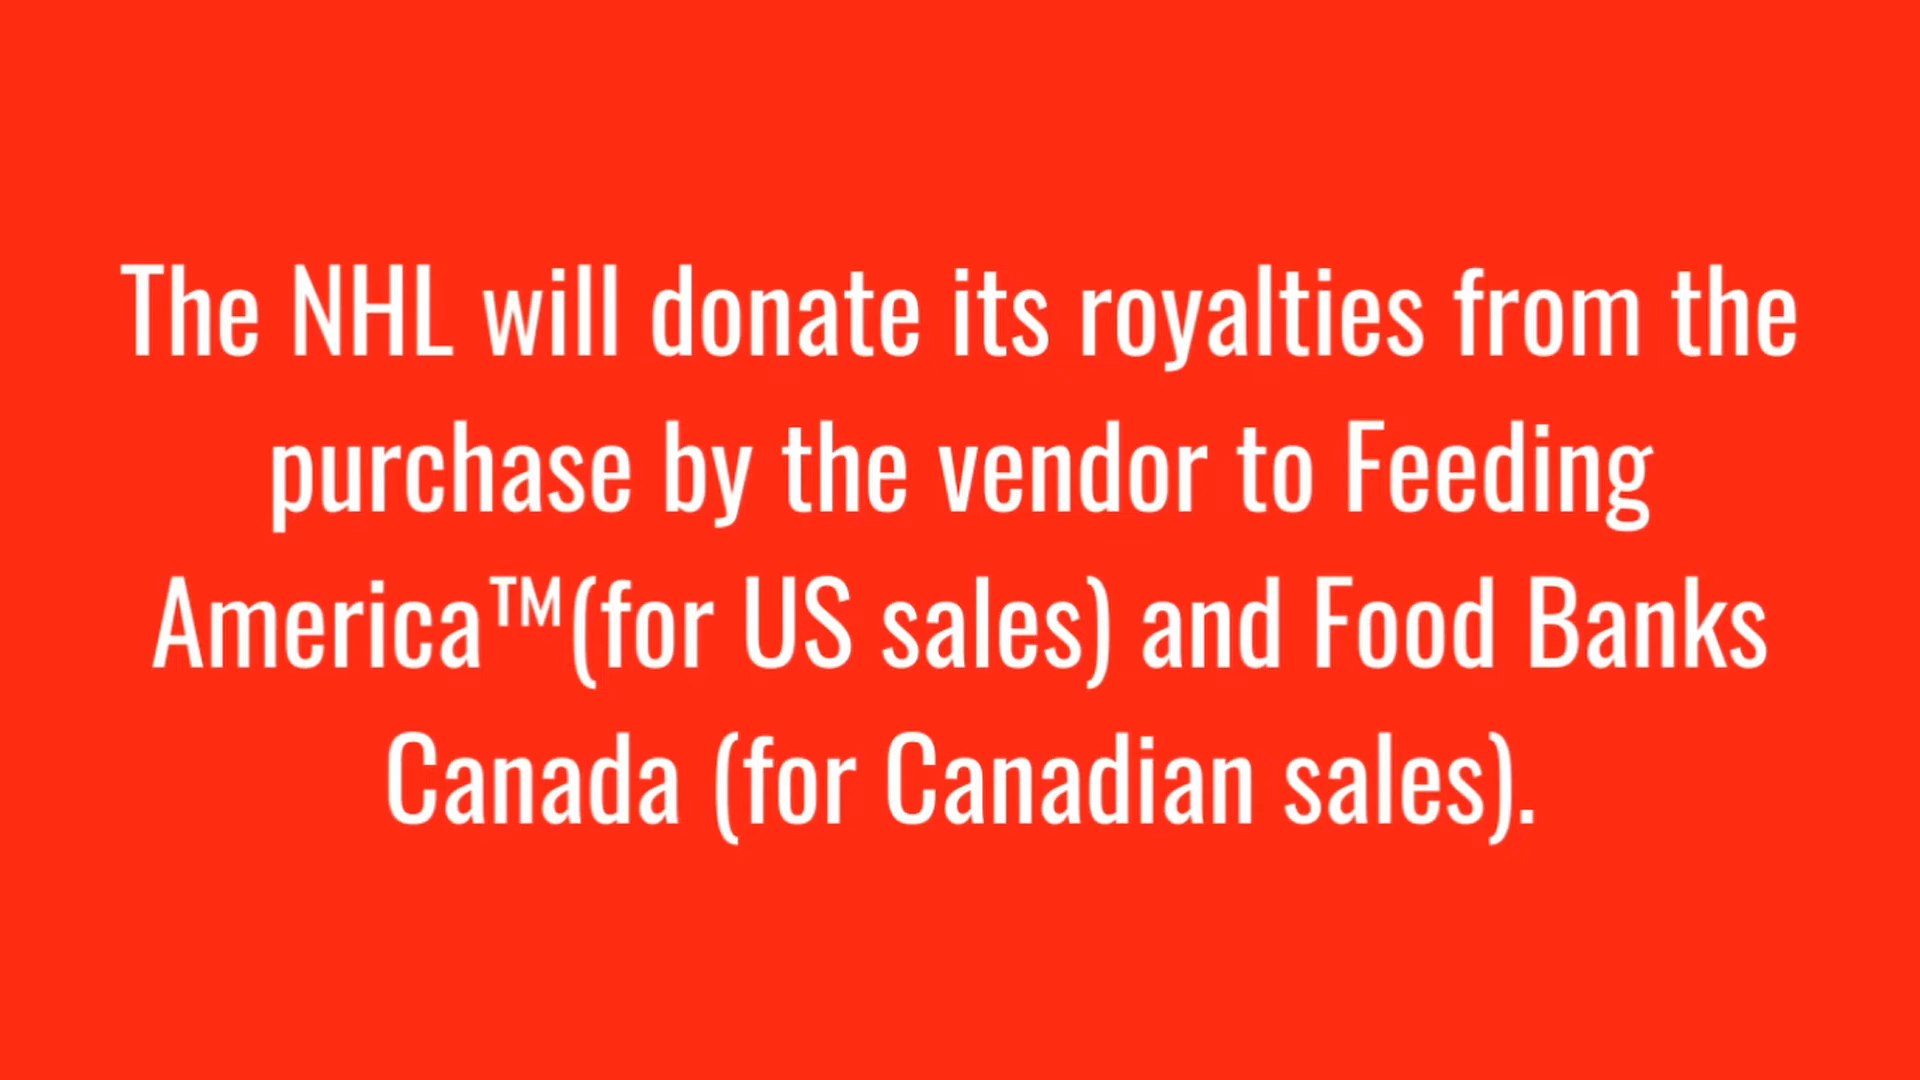 The NHL will donate its royalties from the
purchase by the vendor to Feeding
America™(for US sales) and Food Banks
Canada (for Canadian sales).